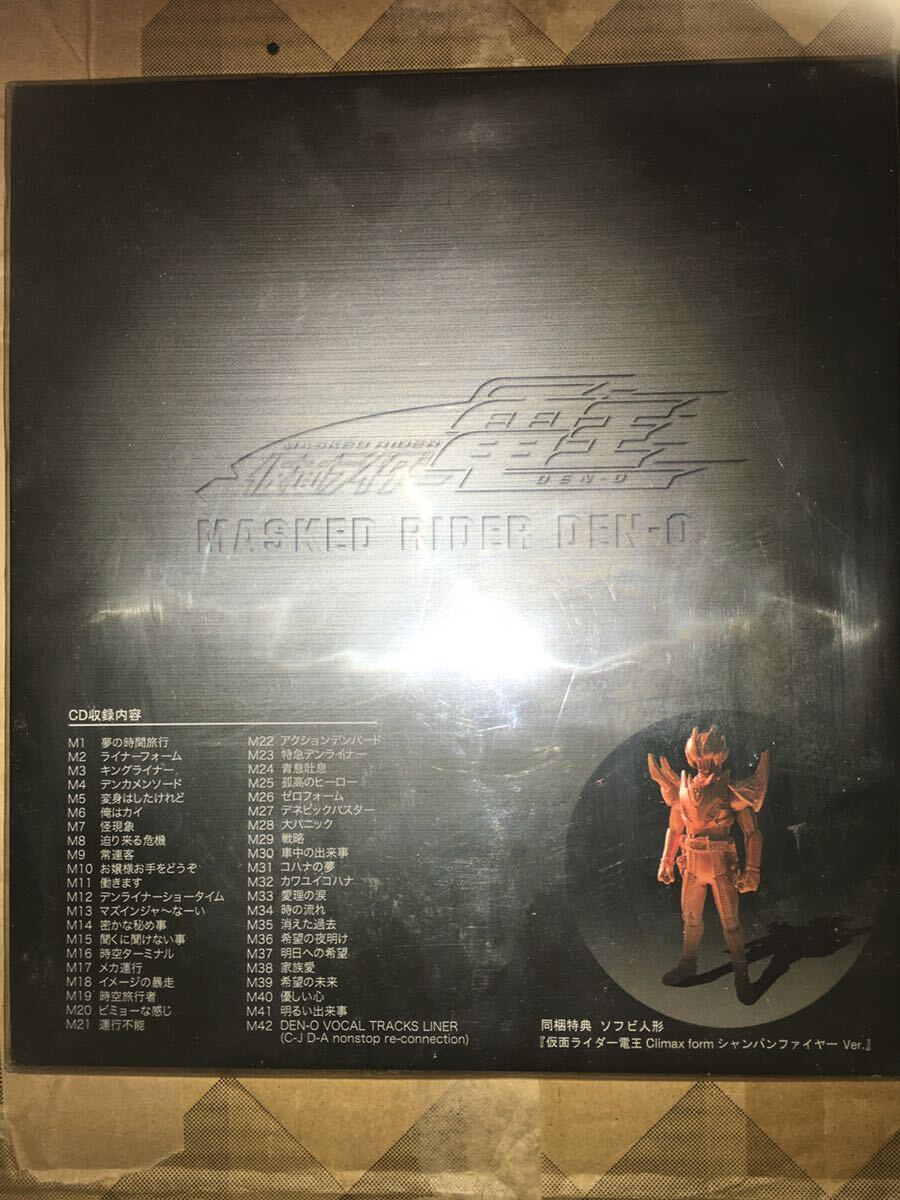 MASKED RIDER
仮面ライダー
電王
DEN-O
MASKED RIDER DEN-O
CD収録内容
M1 夢の時間旅行
M2 ライナーフォーム
M3 キングライナー
M4 デンカメンソード
M5 変身はしたけれど
M6 俺はカイ
M7 怪現象
M8 迫り来る危機
M9 常連客
M10 お嬢様お手をどうぞ
M11 働きます
M12 デンライナーショータイム
M13 マズインジャ〜なーい
M14 密かな秘め事
M15 聞くに聞けない事
M16 時空ターミナル
M17 メカ運行
M18 イメージの暴走
M19 時空旅行者
M20 ビミョーな感じ
M21 運行不能
M22 アクションデンバード
M23 特急デンライナー
M24 青息吐息
M25 孤高のヒーロー
M26 ゼロフォーム
M27 デネビックバスター
M28 大パニック
M29 戦略
M30 車中の出来事
M31 コハナの夢
M32 カワユイコハナ
M33 愛理の涙
M34 時の流れ
M35 消えた過去
M36 希望の夜明け
M37 明日への希望
M38 家族愛
M39 希望の未来
M40 優しい心
M41 明るい出来事
M42 DEN-O VOCAL TRACKS LINER
(C-J D-A nonstop re-connection)
同梱特典 ソフビ人形
『仮面ライダー電王 Climax form シャンパンファイヤー Ver.』